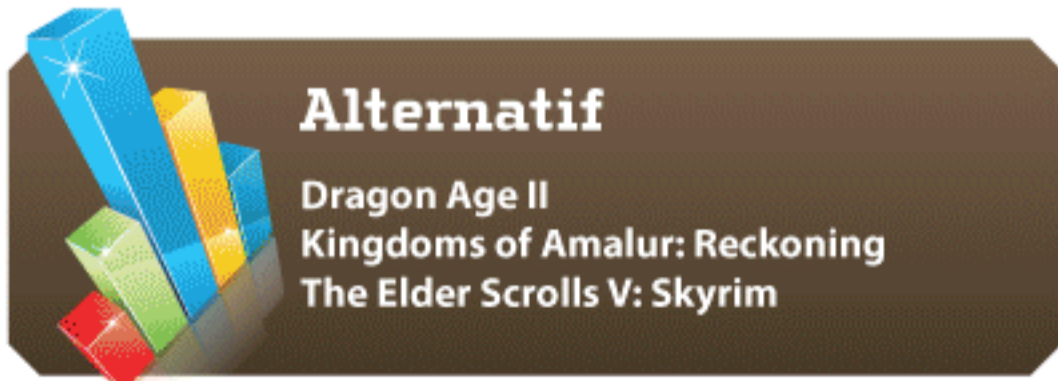 Alternatif
Dragon Age II
Kingdoms of Amalur: Reckoning
The Elder Scrolls V: Skyrim